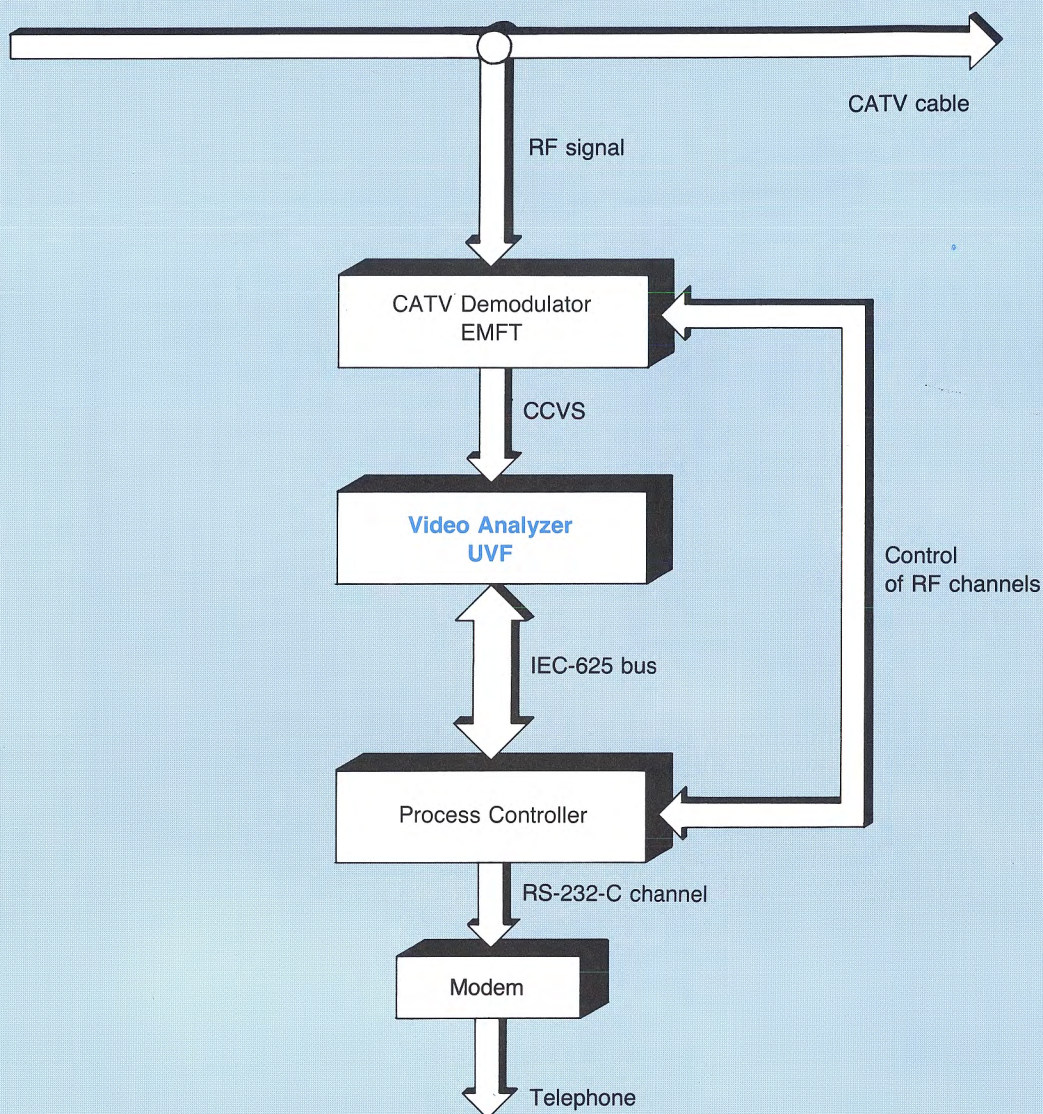 CATV cable
RF signal
CATV Demodulator
EMFT
CCVS
Video Analyzer
UVF
Control
of RF channels
IEC-625 bus
Process Controller
RS-232-C channel
Modem
Telephone